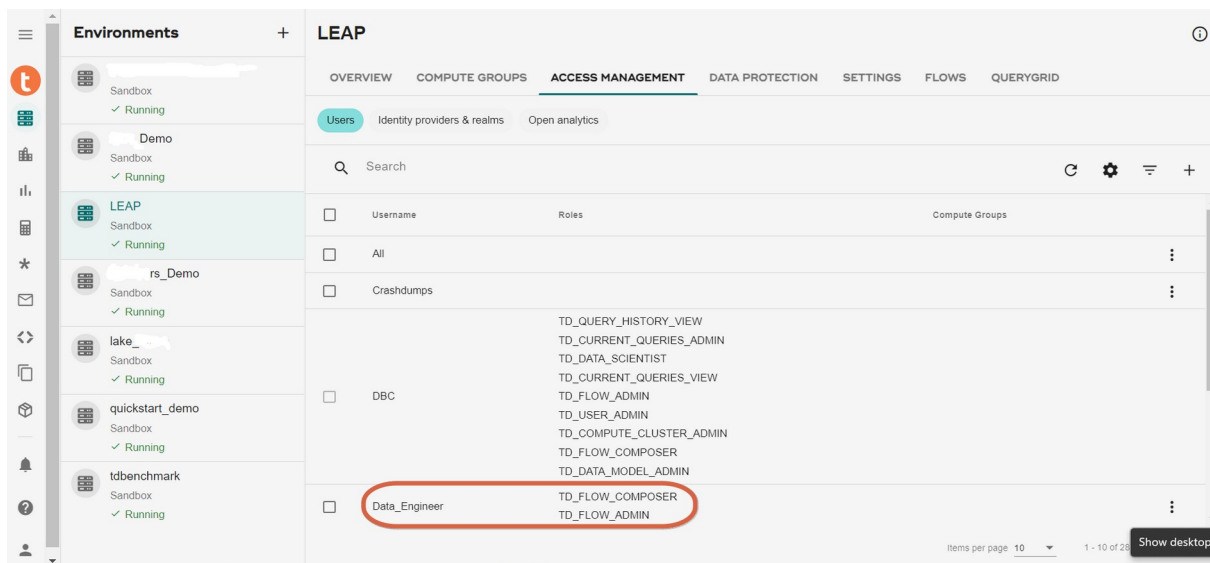 Environments +
Sandbox
Running
Demo
Sandbox
Running
LEAP
Sandbox
Running
rs_Demo
Sandbox
Running
lake_
Sandbox
Running
quickstart_demo
Sandbox
Running
tdbenchmark
Sandbox
Running
LEAP
OVERVIEW COMPUTE GROUPS ACCESS MANAGEMENT DATA PROTECTION SETTINGS FLOWS QUERYGRID
Users Identity providers & realms Open analytics
Search
Username Roles Compute Groups
All
Crashdumps
DBC
TD_QUERY_HISTORY_VIEW
TD_CURRENT_QUERIES_ADMIN
TD_DATA_SCIENTIST
TD_CURRENT_QUERIES_VIEW
TD_FLOW_ADMIN
TD_USER_ADMIN
TD_COMPUTE_CLUSTER_ADMIN
TD_FLOW_COMPOSER
TD_DATA_MODEL_ADMIN
Data_Engineer
TD_FLOW_COMPOSER
TD_FLOW_ADMIN
Items per page 10 1 - 10 of 28
Show desktop